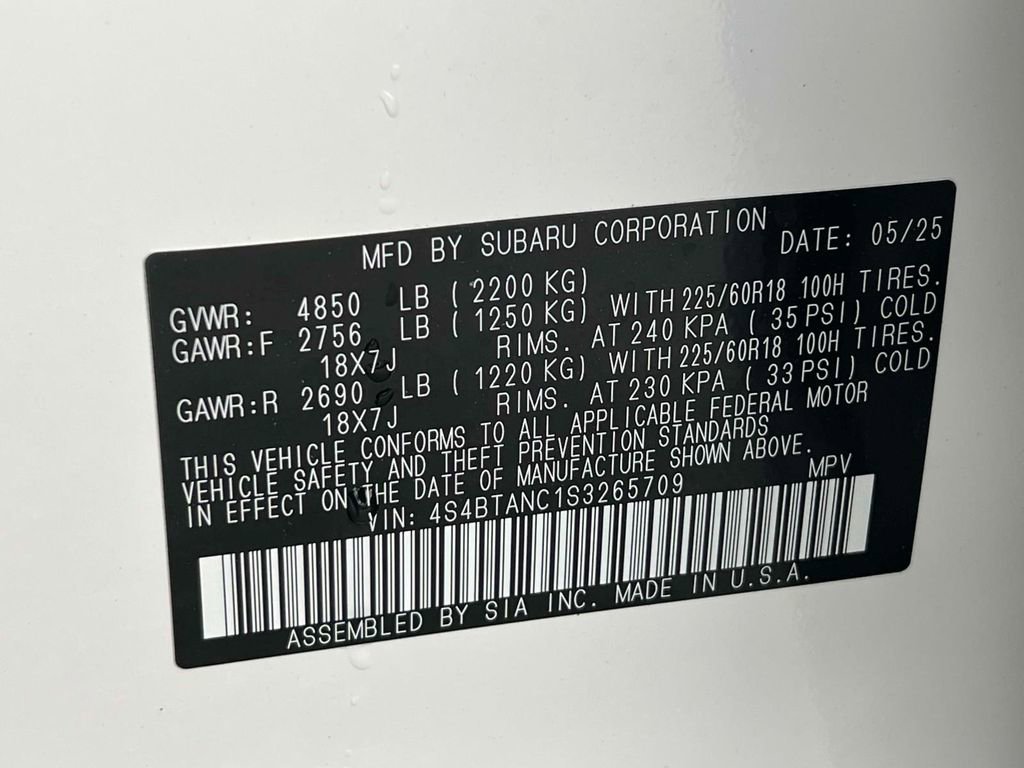 MFD BY SUBARU CORPORATION DATE: 05/25
GVWR: 4850 LB ( 2200 KG)
GAWR:F 2756 LB ( 1250 KG) WITH 225/60R18 100H TIRES.
18X7J RIMS. AT 240 KPA ( 35 PSI) COLD
GAWR:R 2690 LB ( 1220 KG) WITH 225/60R18 100H TIRES.
18X7J RIMS. AT 230 KPA ( 33 PSI) COLD
THIS VEHICLE CONFORMS TO ALL APPLICABLE FEDERAL MOTOR
VEHICLE SAFETY AND THEFT PREVENTION STANDARDS
IN EFFECT ON THE DATE OF MANUFACTURE SHOWN ABOVE.
VIN: 4S4BTANC1S3265709 MPV
ASSEMBLED BY SIA INC. MADE IN U.S.A.